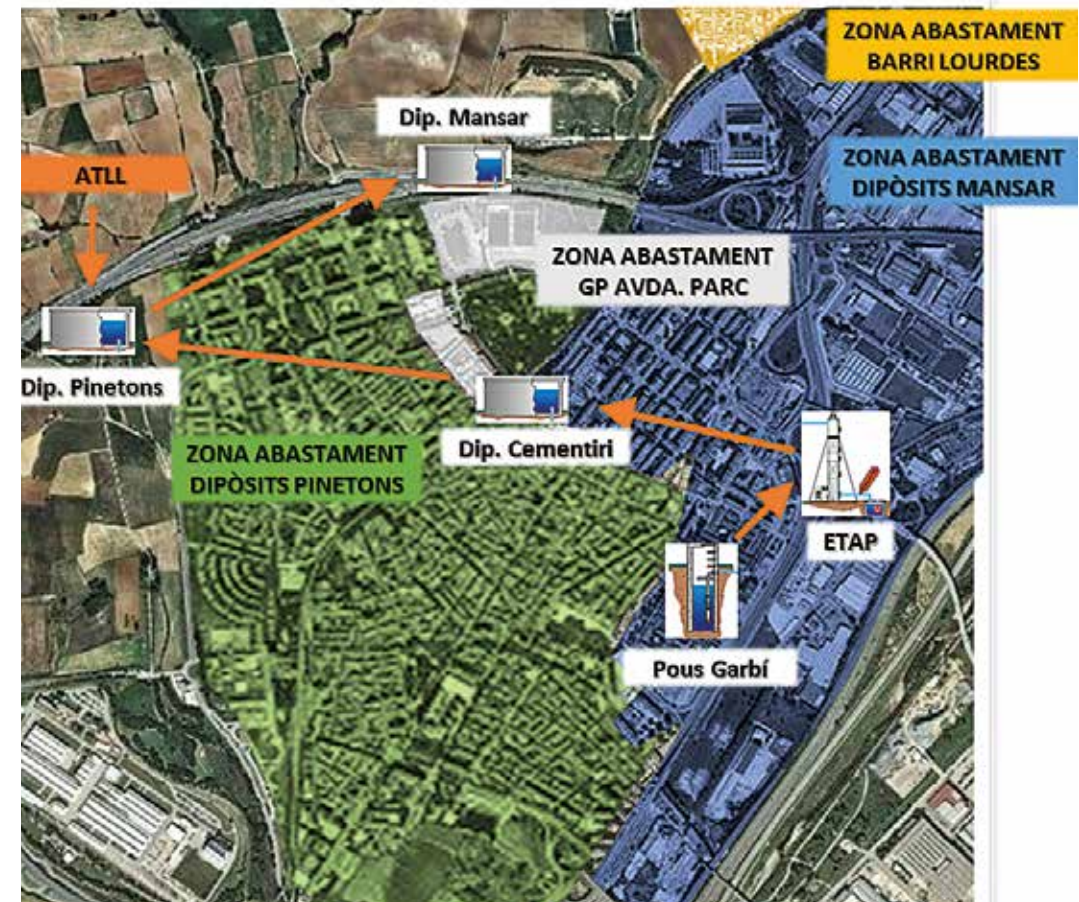 ZONA ABASTAMENT
BARRI LOURDES
Dip. Mansar
ZONA ABASTAMENT
DIPÒSITS MANSAR
ATLL
ZONA ABASTAMENT
GP AVDA. PARC
Dip. Pinetons
Dip. Cementiri
ZONA ABASTAMENT
DIPÒSITS PINETONS
ETAP
Pous Garbí